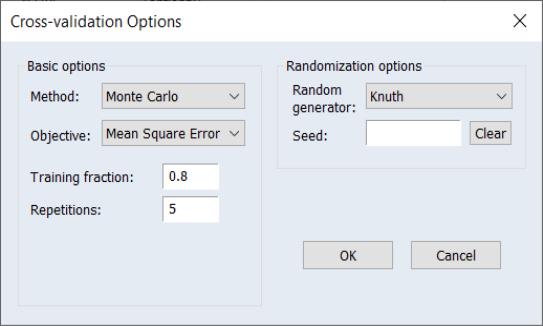 Cross-validation Options
Basic options
Method: Monte Carlo
Objective: Mean Square Error
Training fraction: 0.8
Repetitions: 5
Randomization options
Random
generator: Knuth
Seed: Clear
OK Cancel